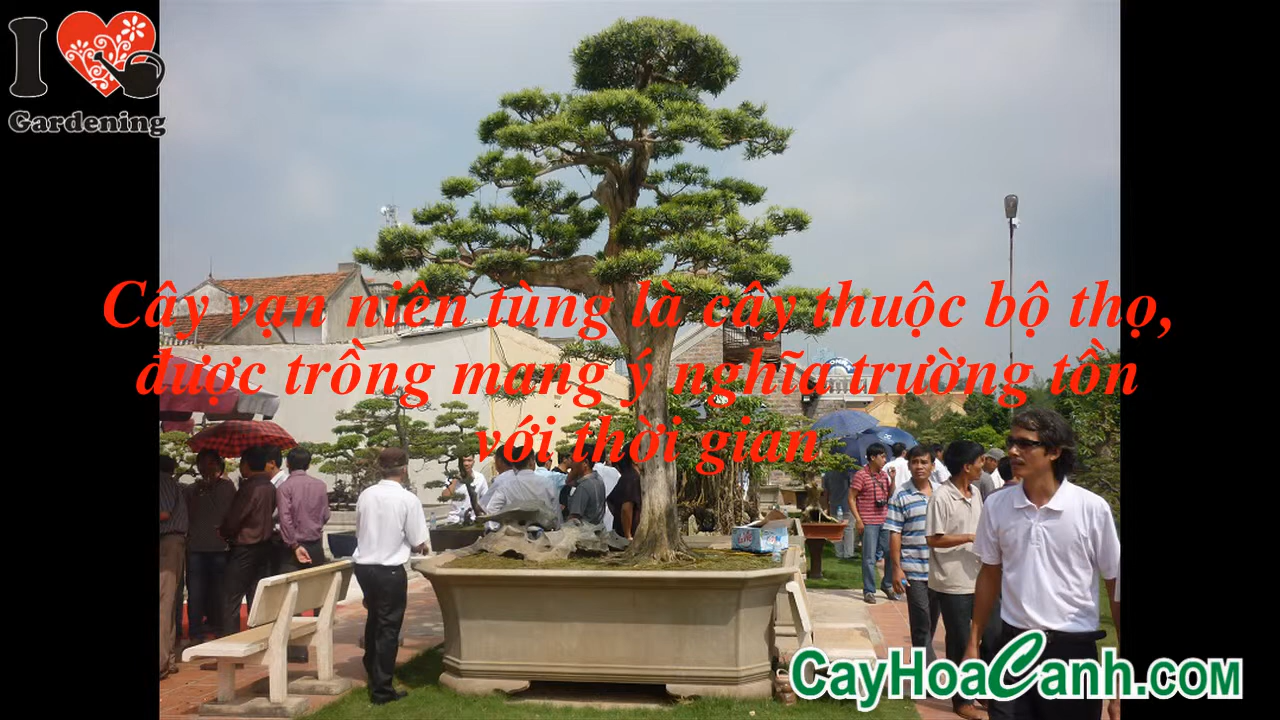 I
Gardening
Cây vạn niên tùng là cây thuộc bộ thọ,
được trồng mang ý nghĩa trường tồn
với thời gian
CayHoaCanh.com